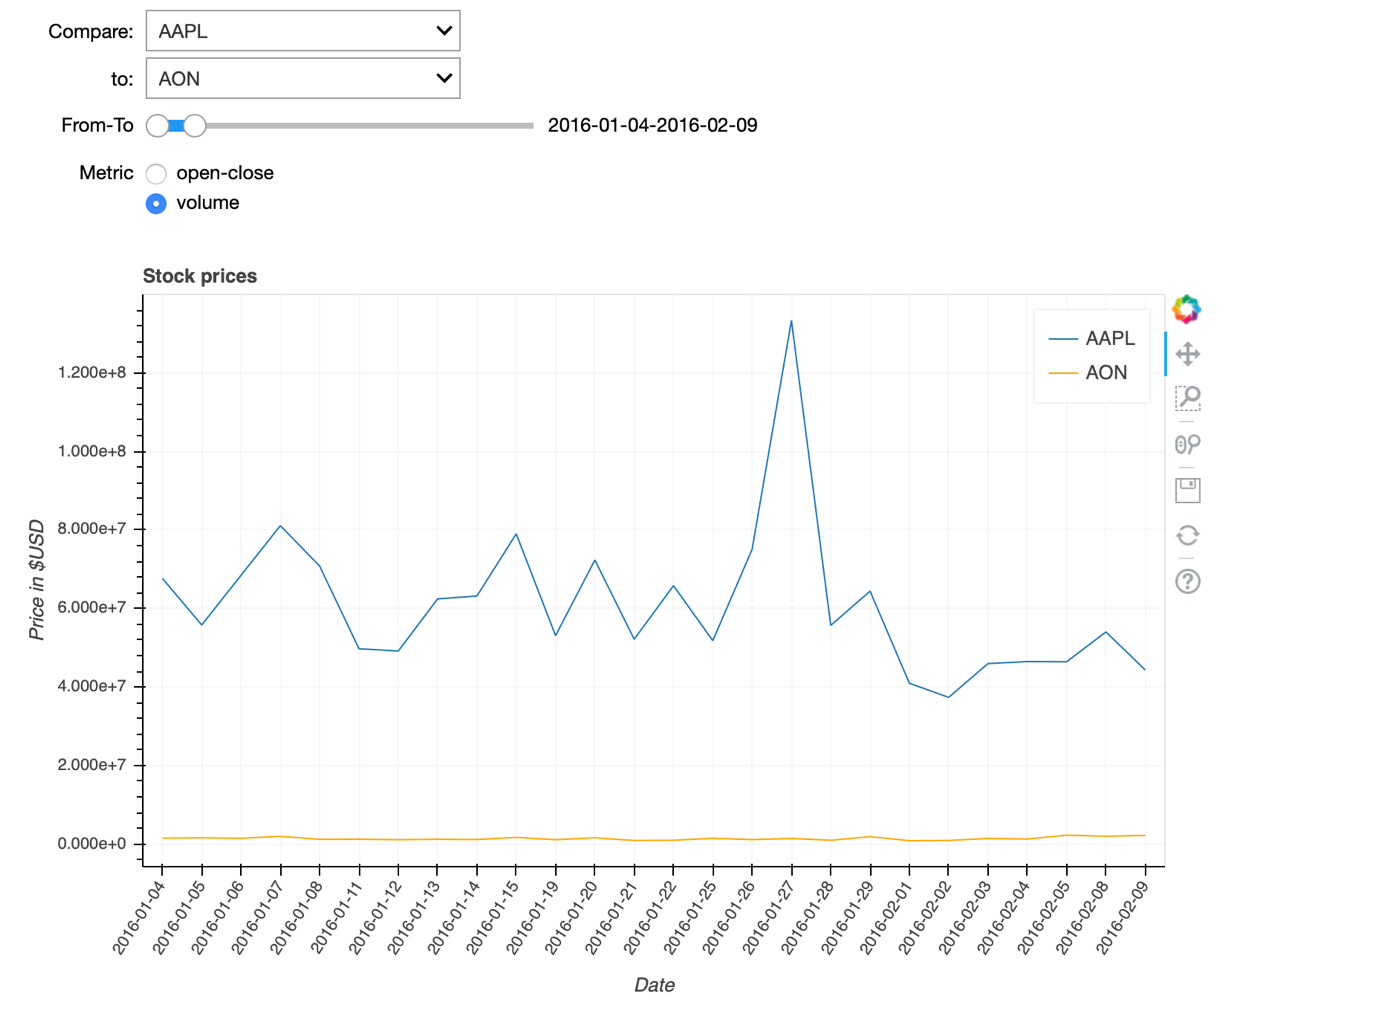 Compare: AAPL
to: AON
From-To 2016-01-04-2016-02-09
Metric open-close
volume
Stock prices
AAPL
AON
1.200e+8
1.000e+8
8.000e+7
6.000e+7
4.000e+7
2.000e+7
0.000e+0
Price in $USD
2016-01-04
2016-01-05
2016-01-06
2016-01-07
2016-01-08
2016-01-11
2016-01-12
2016-01-13
2016-01-14
2016-01-15
2016-01-19
2016-01-20
2016-01-21
2016-01-22
2016-01-25
2016-01-26
2016-01-27
2016-01-28
2016-01-29
2016-02-01
2016-02-02
2016-02-03
2016-02-04
2016-02-05
2016-02-08
2016-02-09
Date